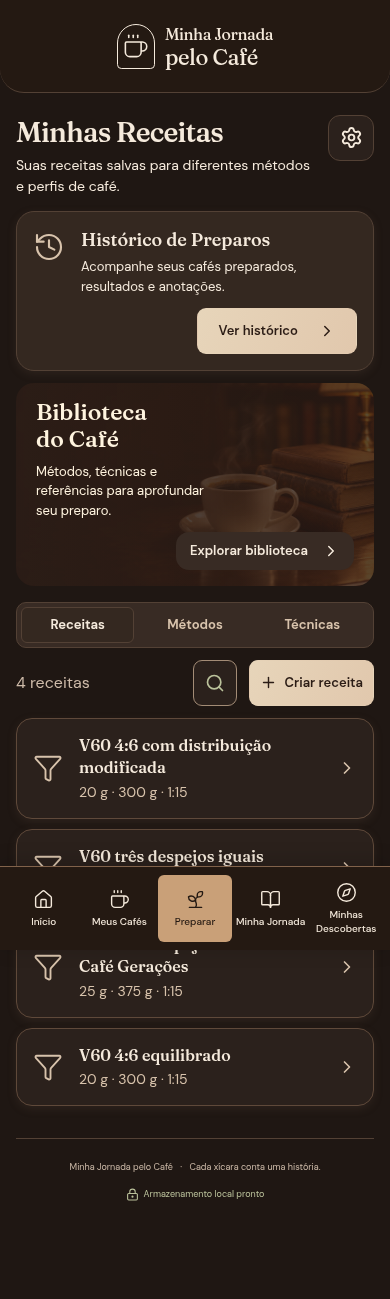 Minha Jornada
pelo Café
Minhas Receitas
Suas receitas salvas para diferentes métodos
e perfis de café.
Histórico de Preparos
Acompanhe seus cafés preparados,
resultados e anotações.
Ver histórico
Biblioteca
do Café
Métodos, técnicas e
referências para aprofundar
seu preparo.
Explorar biblioteca
Receitas
Métodos
Técnicas
4 receitas
Criar receita
V60 4:6 com distribuição
modificada
20 g · 300 g · 1:15
V60 três despejos iguais
Início
Meus Cafés
Preparar
Minha Jornada
Minhas
Descobertas
Café Gerações
25 g · 375 g · 1:15
V60 4:6 equilibrado
20 g · 300 g · 1:15
Minha Jornada pelo Café · Cada xícara conta uma história.
Armazenamento local pronto